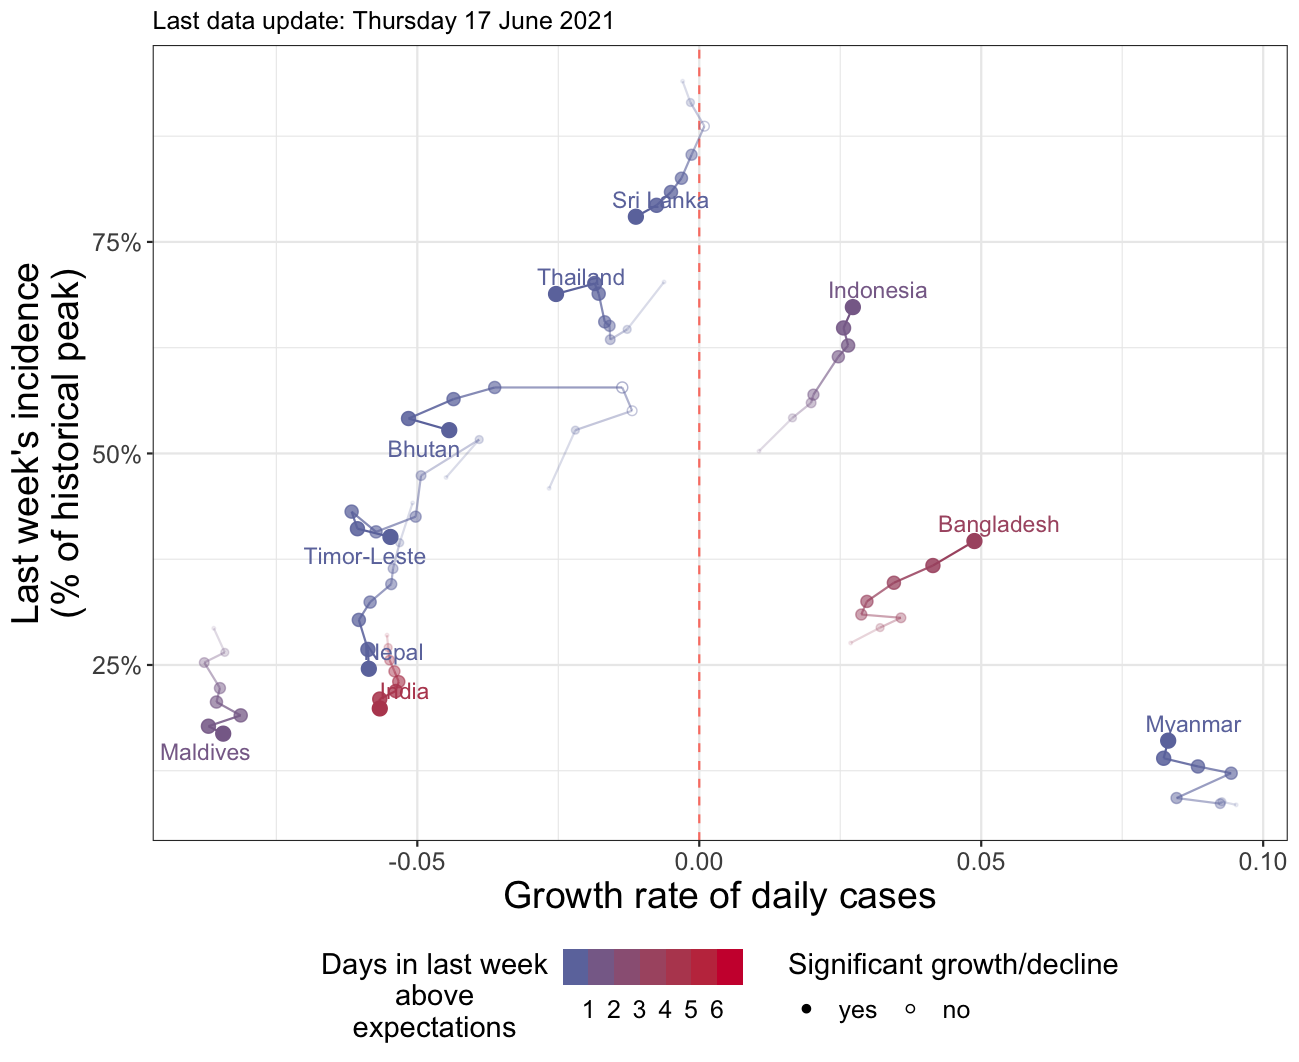 Last data update: Thursday 17 June 2021
Last week's incidence
(% of historical peak)
75%
50%
25%
Sri Lanka
Thailand
Indonesia
Bhutan
Bangladesh
Timor-Leste
Nepal
India
Myanmar
Maldives
-0.05
0.00
0.05
0.10
Growth rate of daily cases
Days in last week
above
expectations
1 2 3 4 5 6
Significant growth/decline
yes
no